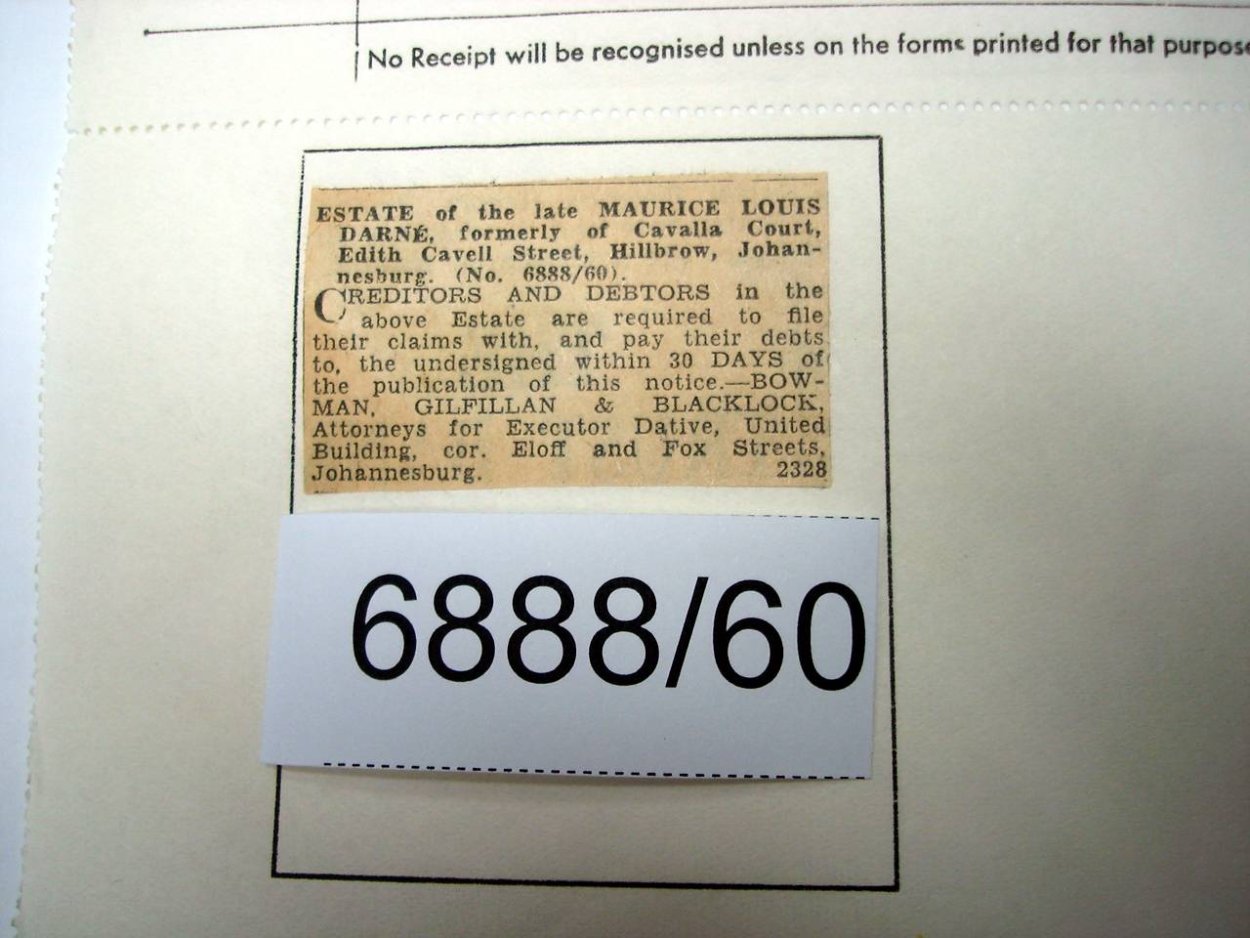 No Receipt will be recognised unless on the forms printed for that purpose
ESTATE of the late MAURICE LOUIS
DARNÉ, formerly of Cavalla Court,
Edith Cavell Street, Hillbrow, Johan-
nesburg. (No. 6888/60).
CREDITORS AND DEBTORS in the
above Estate are required to file
their claims with, and pay their debts
to, the undersigned within 30 DAYS of
the publication of this notice.—BOW-
MAN, GILFILLAN & BLACKLOCK,
Attorneys for Executor Dative, United
Building, cor. Eloff and Fox Streets,
Johannesburg. 2328
6888/60